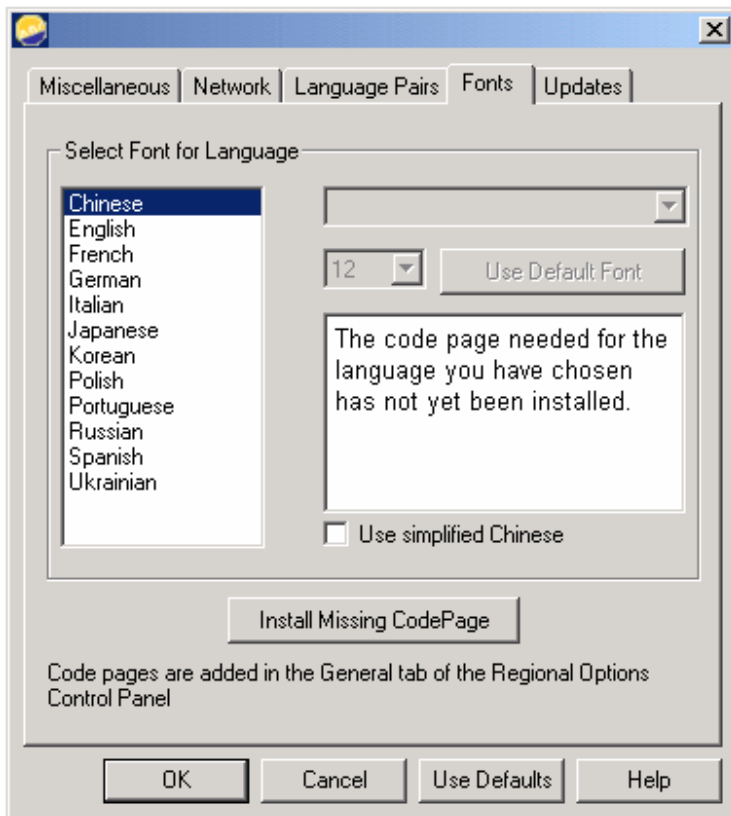 Miscellaneous Network Language Pairs Fonts Updates
Select Font for Language
Chinese
English
French
German
Italian
Japanese
Korean
Polish
Portuguese
Russian
Spanish
Ukrainian
12 Use Default Font
The code page needed for the
language you have chosen
has not yet been installed.
Use simplified Chinese
Install Missing CodePage
Code pages are added in the General tab of the Regional Options
Control Panel
OK Cancel Use Defaults Help